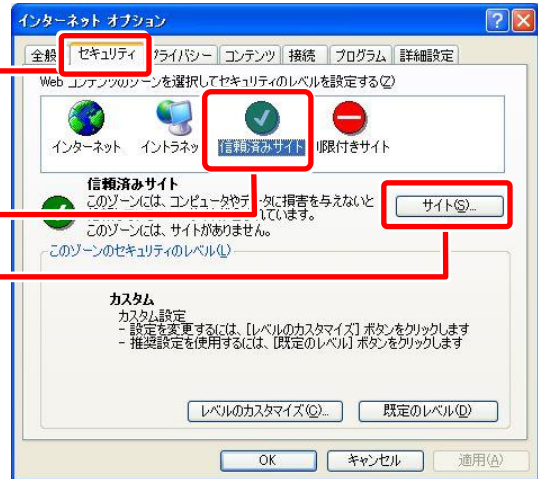 インターネット オプション
全般 セキュリティ プライバシー コンテンツ 接続 プログラム 詳細設定
Web コンテンツのゾーンを選択してセキュリティのレベルを設定する(Z)
インターネット イントラネッ 信頼済みサイト 限付きサイト
信頼済みサイト
このゾーンには、コンピュータやデータに損害を与えないと
ています。
このゾーンには、サイトがありません。
サイト(S)...
このゾーンのセキュリティのレベル(L)
カスタム
カスタム設定
- 設定を変更するには、[レベルのカスタマイズ] ボタンをクリックします
- 推奨設定を使用するには、[既定のレベル] ボタンをクリックします
レベルのカスタマイズ(C)... 既定のレベル(D)
OK キャンセル 適用(A)